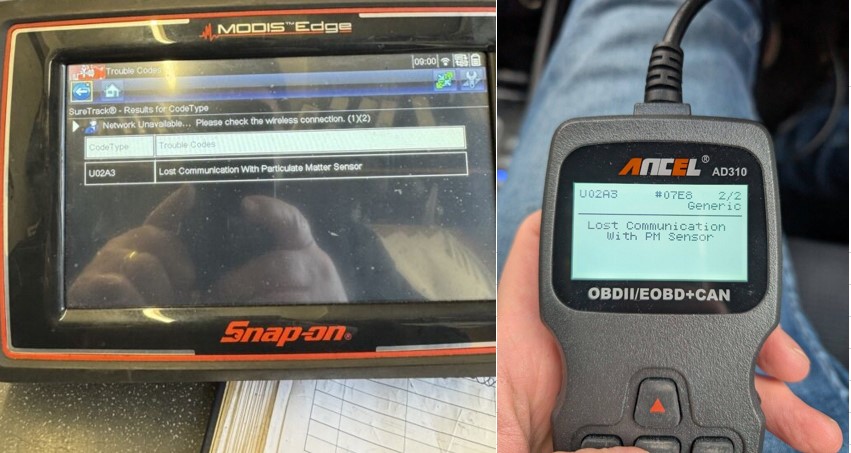 MODIS™Edge
09:00
Trouble Codes
SureTrack® - Results for CodeType
Network Unavailable... Please check the wireless connection. (1)(2)
CodeType Trouble Codes
U02A3 Lost Communication With Particulate Matter Sensor
Snap-on®
ANCEL® AD310
U02A3 #07E8 2/2
Generic
Lost Communication
With PM Sensor
OBDII/EOBD+CAN